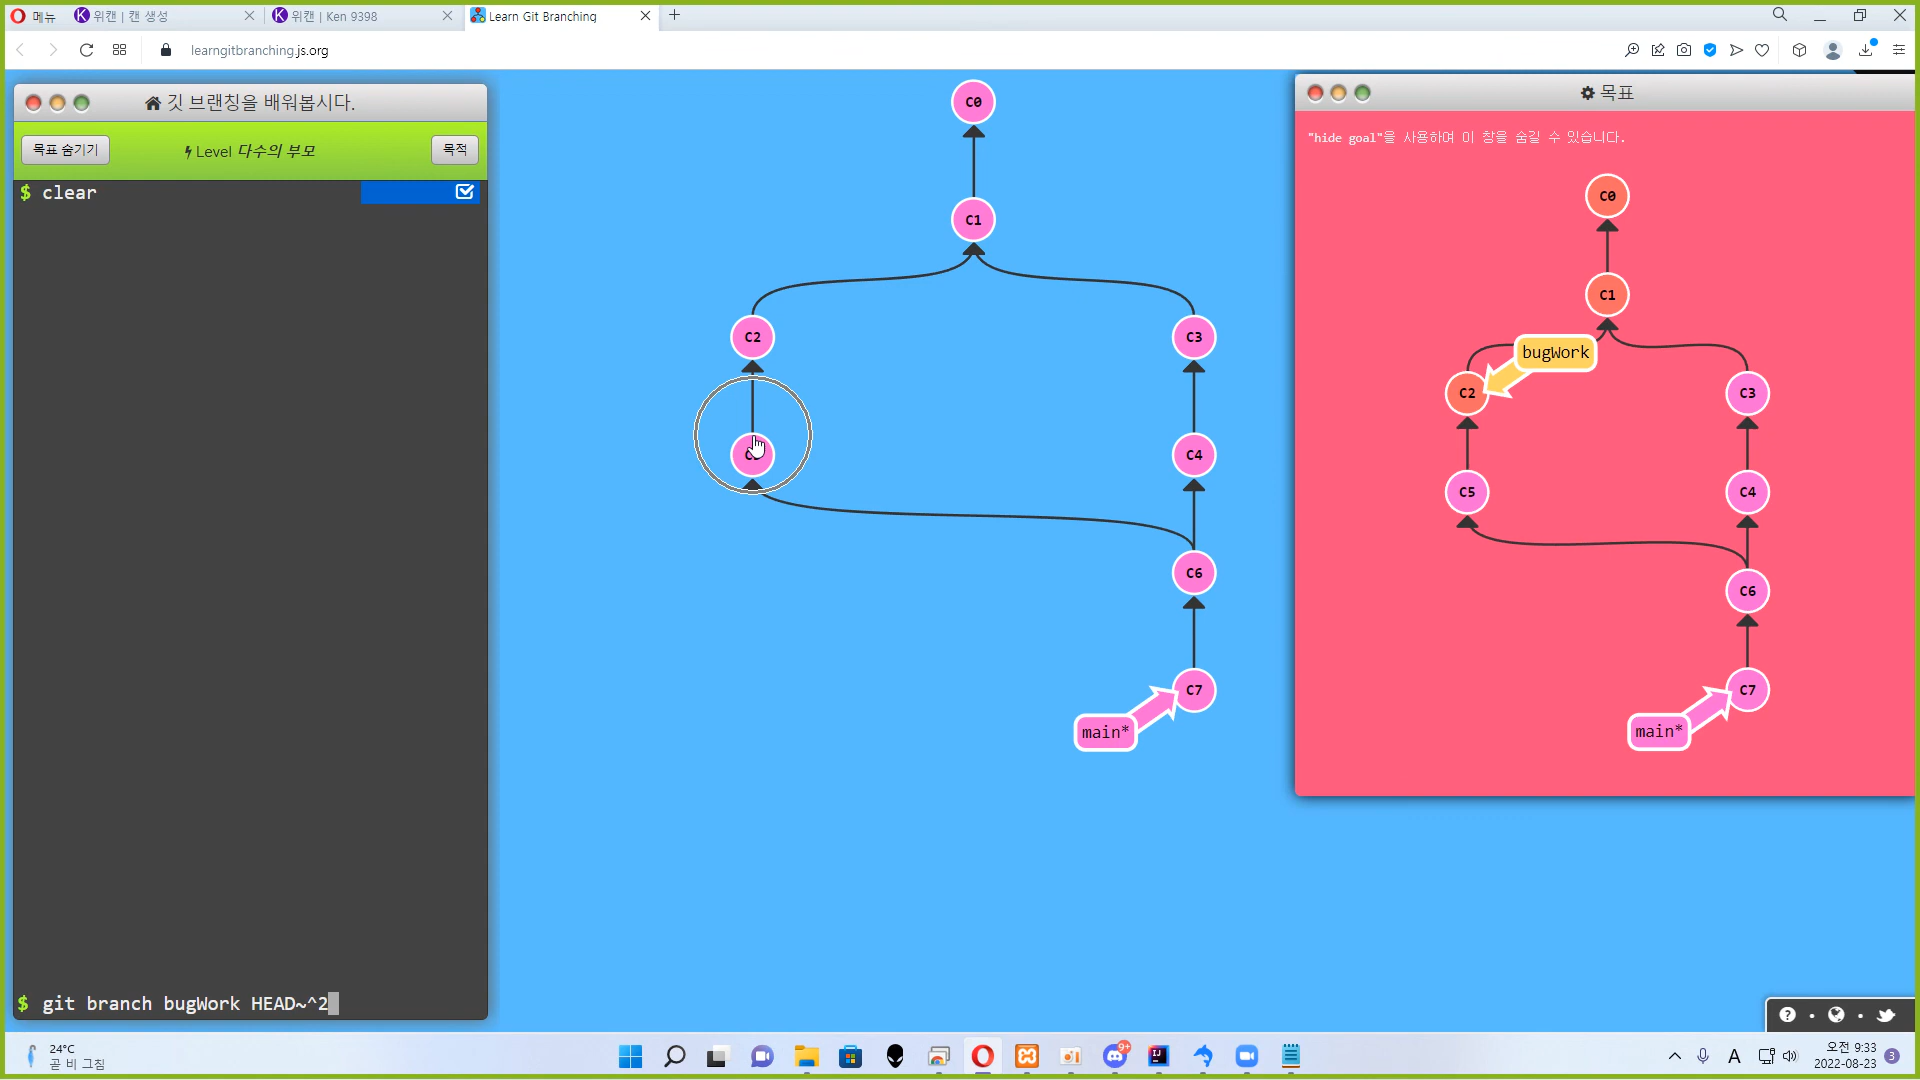 메뉴
위캔 | 캔 생성
위캔 | Ken 9398
Learn Git Branching
learngitbranching.js.org
깃 브랜칭을 배워봅시다.
목표 숨기기
Level 다수의 부모
목적
$ clear
C0
C1
C2
C3
C4
C6
C7
main*
목표
"hide goal"을 사용하여 이 창을 숨길 수 있습니다.
C0
C1
bugWork
C2
C3
C5
C4
C6
C7
main*
$ git branch bugWork HEAD~^2
24°C
곧 비 그침
9+
IJ
A
오전 9:33
2022-08-23
3